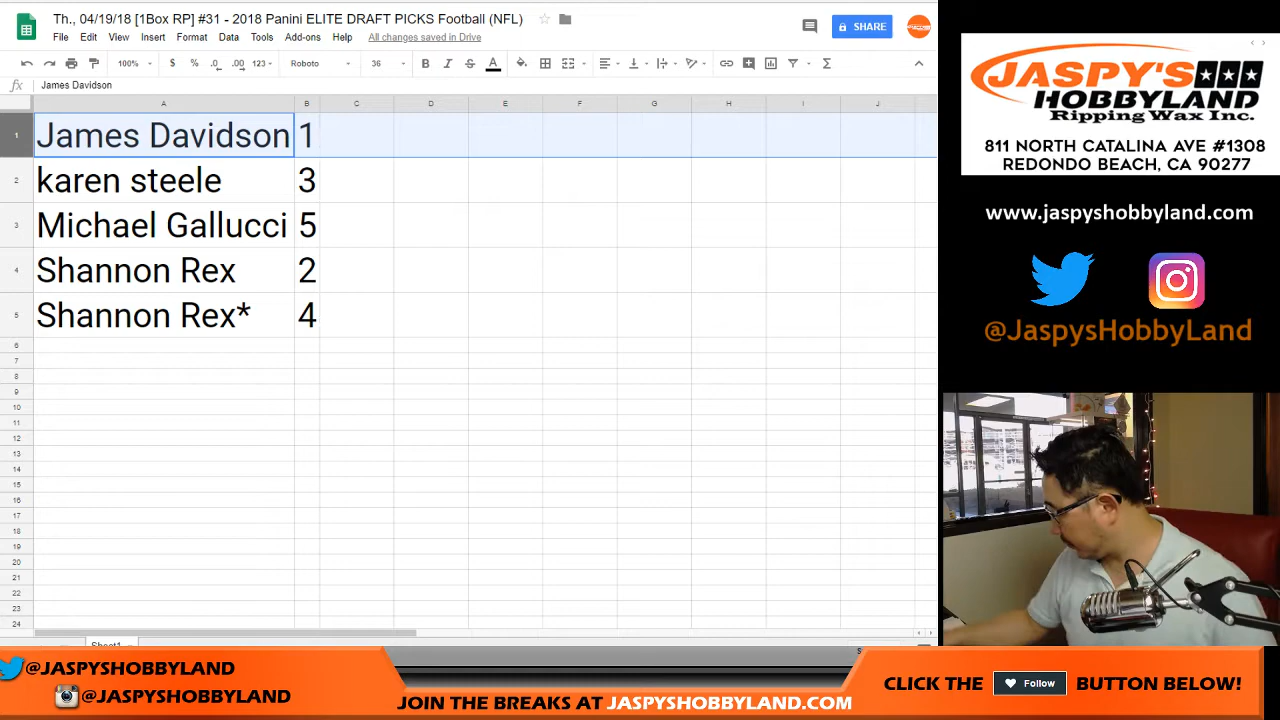 Th., 04/19/18 [1Box RP] #31 - 2018 Panini ELITE DRAFT PICKS Football (NFL)
File Edit View Insert Format Data Tools Add-ons Help All changes saved in Drive
SHARE
100% $ % .0 .00 123 Roboto 36 B I S A
fx James Davidson
A B C D E F G H I J
1 James Davidson 1
2 karen steele 3
3 Michael Gallucci 5
4 Shannon Rex 2
5 Shannon Rex* 4
6
7
8
9
10
11
12
13
14
15
16
17
18
19
20
21
22
23
24
Sheet1
JASPY'S
HOBBYLAND
Ripping Wax Inc.
811 NORTH CATALINA AVE #1308
REDONDO BEACH, CA 90277
www.jaspyshobbyland.com
@JaspysHobbyLand
@JASPYSHOBBYLAND
@JASPYSHOBBYLAND
JOIN THE BREAKS AT JASPYSHOBBYLAND.COM
CLICK THE Follow BUTTON BELOW!